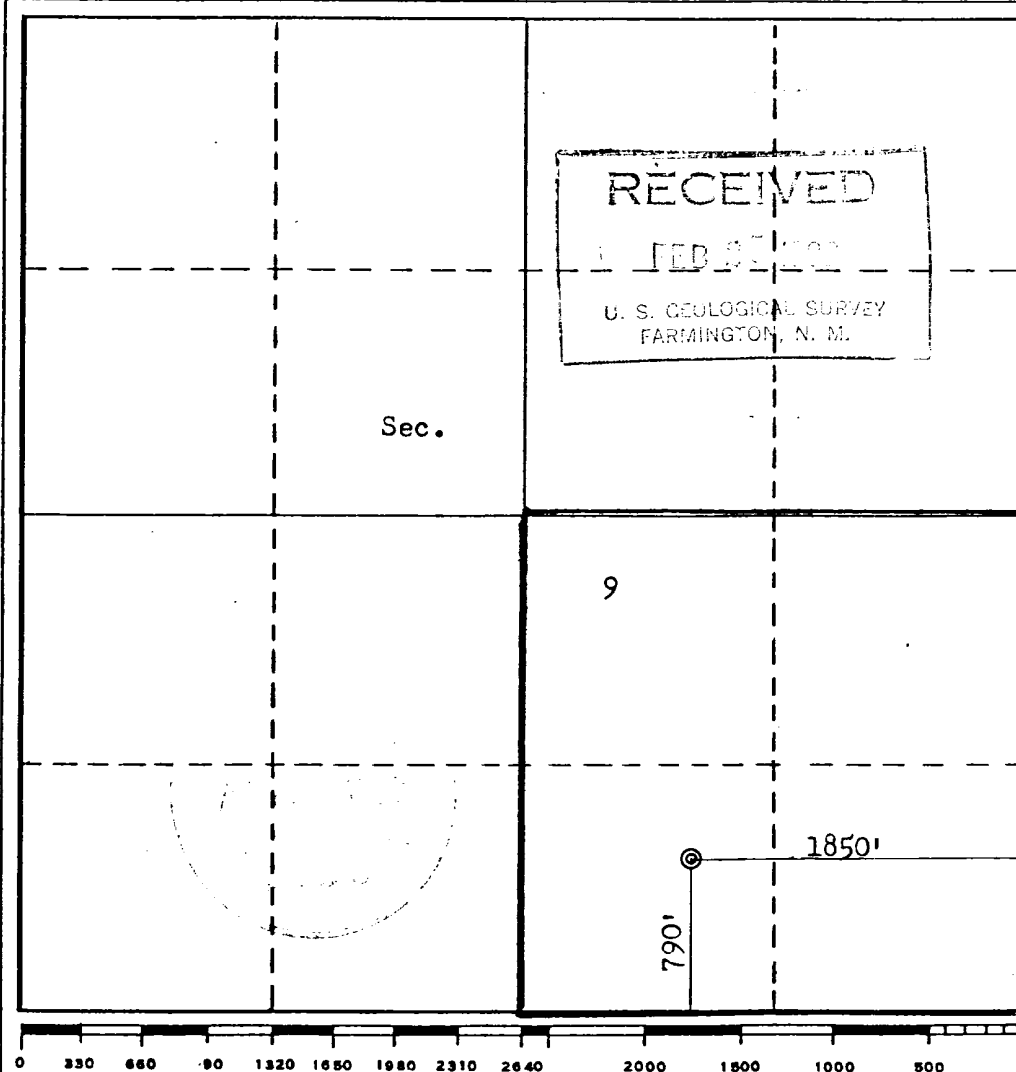 RECEIVED
FEB
U. S. GEOLOGICAL SURVEY
FARMINGTON, N. M.
Sec.
9
1850'
790'
0 330 660 90 1320 1650 1980 2310 2640 2000 1500 1000 500